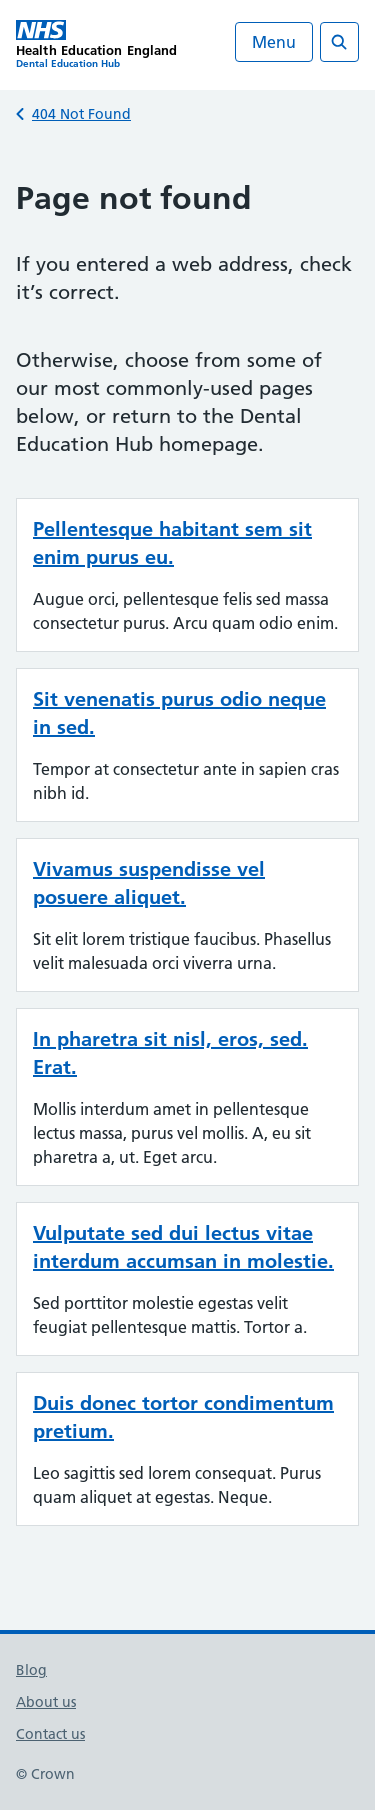 NHS
Health Education England
Dental Education Hub
Menu
404 Not Found
Page not found
If you entered a web address, check
it’s correct.
Otherwise, choose from some of
our most commonly-used pages
below, or return to the Dental
Education Hub homepage.
Pellentesque habitant sem sit
enim purus eu.
Augue orci, pellentesque felis sed massa
consectetur purus. Arcu quam odio enim.
Sit venenatis purus odio neque
in sed.
Tempor at consectetur ante in sapien cras
nibh id.
Vivamus suspendisse vel
posuere aliquet.
Sit elit lorem tristique faucibus. Phasellus
velit malesuada orci viverra urna.
In pharetra sit nisl, eros, sed.
Erat.
Mollis interdum amet in pellentesque
lectus massa, purus vel mollis. A, eu sit
pharetra a, ut. Eget arcu.
Vulputate sed dui lectus vitae
interdum accumsan in molestie.
Sed porttitor molestie egestas velit
feugiat pellentesque mattis. Tortor a.
Duis donec tortor condimentum
pretium.
Leo sagittis sed lorem consequat. Purus
quam aliquet at egestas. Neque.
Blog
About us
Contact us
© Crown